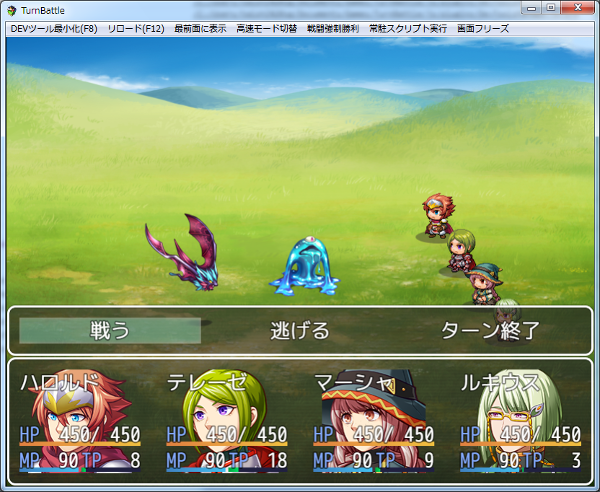 TurnBattle
DEVツール最小化(F8) リロード(F12) 最前面に表示 高速モード切替 戦闘強制勝利 常駐スクリプト実行 画面フリーズ
戦う 逃げる ターン終了
ハロルド テレーゼ マーシャ ルキウス
HP 450/ 450 HP 450/ 450 HP 450/ 450 HP 450/ 450
MP 90 TP 8 MP 90 TP 18 MP 90 TP 9 MP 90 TP 3